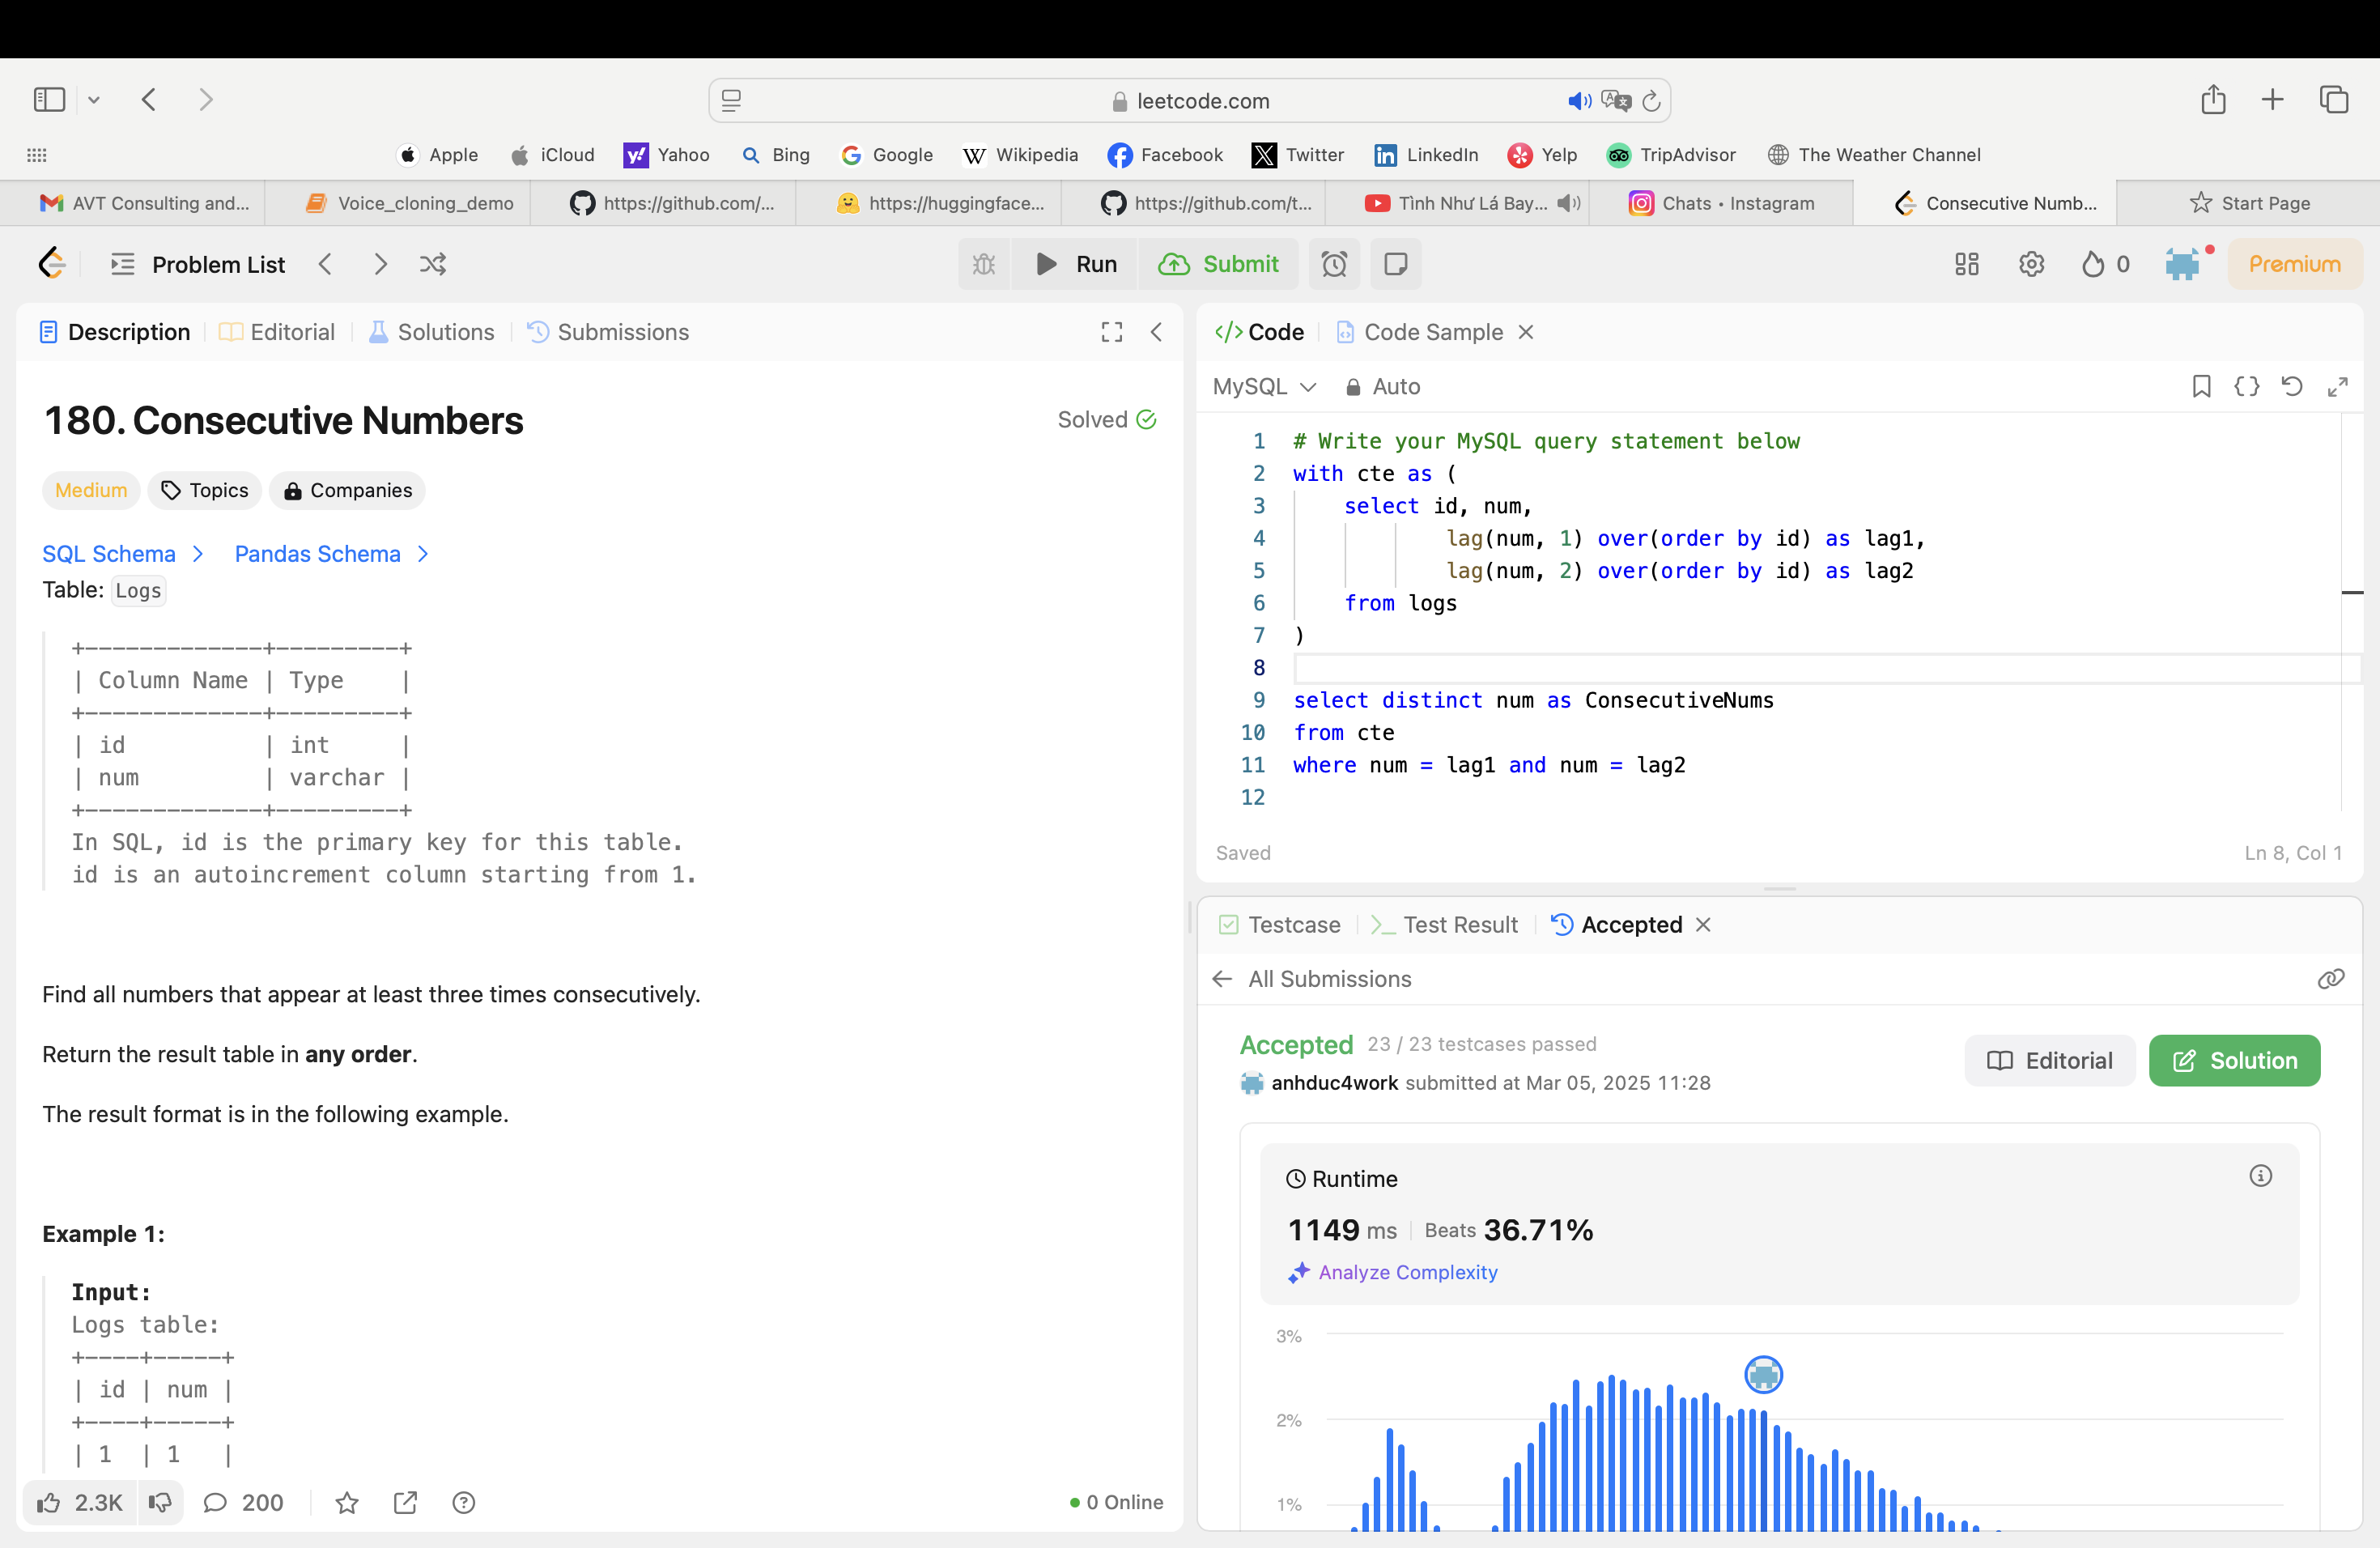 leetcode.com
Apple iCloud Yahoo Bing Google Wikipedia Facebook Twitter LinkedIn Yelp TripAdvisor The Weather Channel
AVT Consulting and... Voice_cloning_demo https://github.com/... https://huggingface... https://github.com/t... Tình Như Lá Bay... Chats • Instagram Consecutive Numb... Start Page
Problem List Run Submit 0 Premium
Description Editorial Solutions Submissions
180. Consecutive Numbers
Solved
Medium Topics Companies
SQL Schema Pandas Schema
Table: Logs
+-------------+---------+
| Column Name | Type    |
+-------------+---------+
| id          | int     |
| num         | varchar |
+-------------+---------+
In SQL, id is the primary key for this table.
id is an autoincrement column starting from 1.
Find all numbers that appear at least three times consecutively.
Return the result table in any order.
The result format is in the following example.
Example 1:
Input:
Logs table:
+----+-----+
| id | num |
+----+-----+
| 1  | 1   |
2.3K 200 0 Online
Code Code Sample
MySQL Auto
1 # Write your MySQL query statement below
2 with cte as (
3 select id, num,
4 lag(num, 1) over(order by id) as lag1,
5 lag(num, 2) over(order by id) as lag2
6 from logs
7 )
8
9 select distinct num as ConsecutiveNums
10 from cte
11 where num = lag1 and num = lag2
12
Saved Ln 8, Col 1
Testcase Test Result Accepted
All Submissions
Accepted 23 / 23 testcases passed
anhduc4work submitted at Mar 05, 2025 11:28
Editorial Solution
Runtime
1149 ms Beats 36.71%
Analyze Complexity
3%
2%
1%